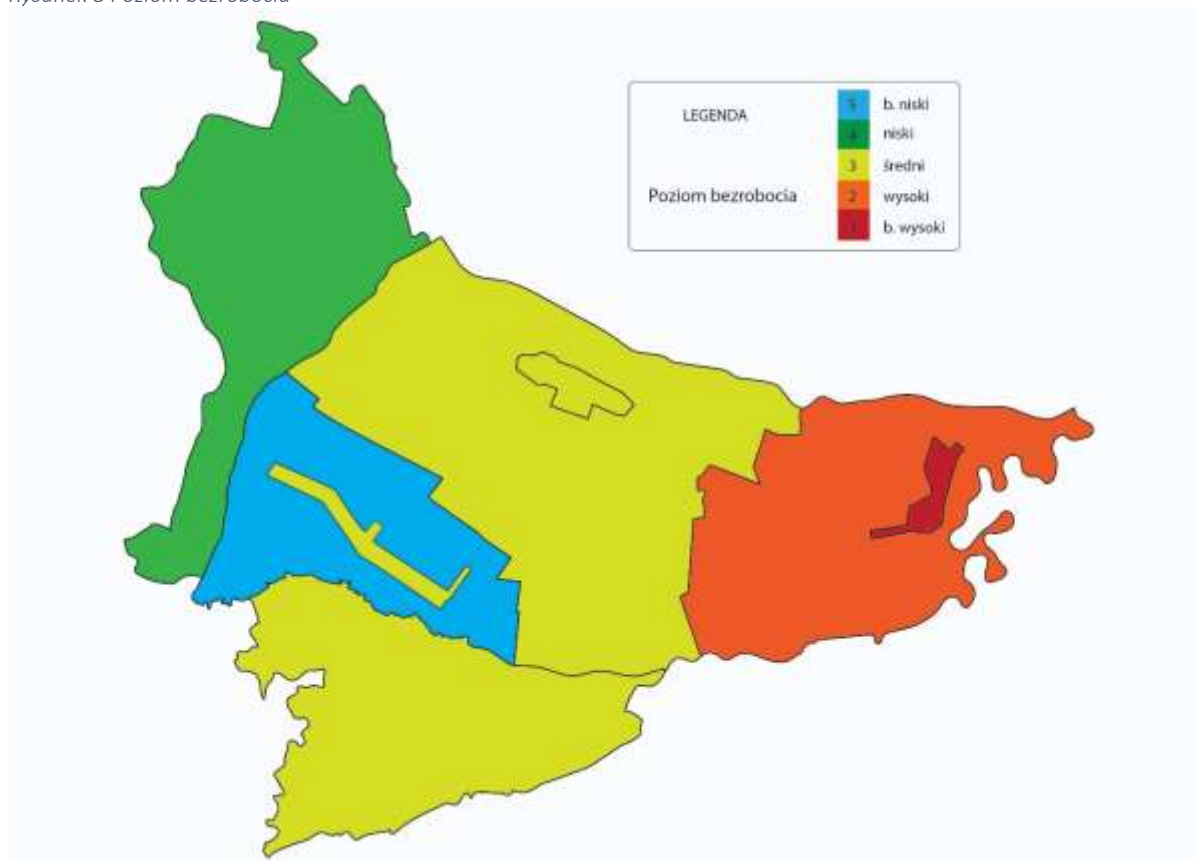 LEGENDA
Poziom bezrobocia
5 b. niski
4 niski
3 średni
2 wysoki
1 b. wysoki